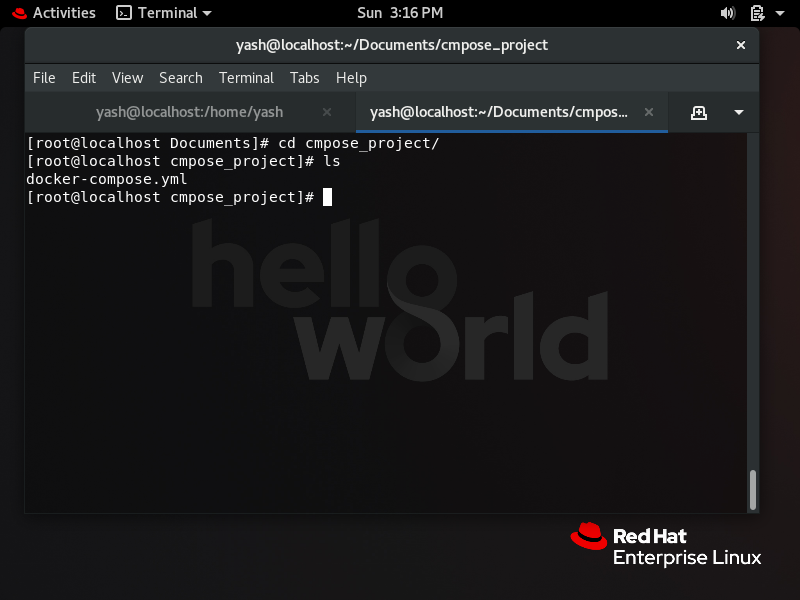 Activities Terminal Sun 3:16 PM
yash@localhost:~/Documents/cmpose_project
File Edit View Search Terminal Tabs Help
yash@localhost:/home/yash yash@localhost:~/Documents/cmpos...
[root@localhost Documents]# cd cmpose_project/
[root@localhost cmpose_project]# ls
docker-compose.yml
[root@localhost cmpose_project]#
hello
world
Red Hat
Enterprise Linux